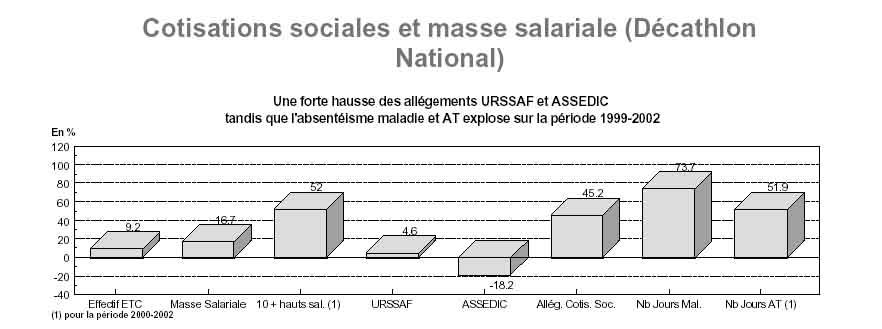 Cotisations sociales et masse salariale (Décathlon
National)
Une forte hausse des allégements URSSAF et ASSEDIC
tandis que l'absentéisme maladie et AT explose sur la période 1999-2002
En %
120
100
80
60
40
20
0
-20
-40
9.2
16.7
52
4.6
-18.2
45.2
73.7
51.9
Effectif ETC Masse Salariale 10 + hauts sal. (1) URSSAF ASSEDIC Allég. Cotis. Soc. Nb Jours Mal. Nb Jours AT (1)
(1) pour la période 2000-2002